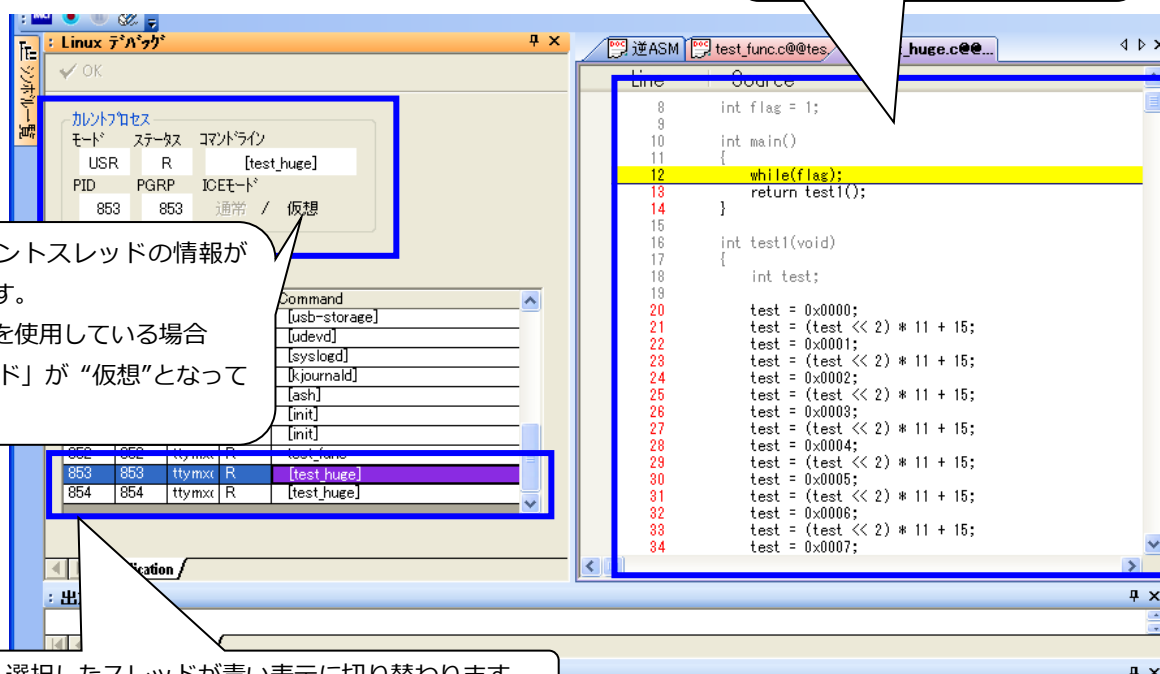 : Linux ﾃﾞﾊﾞｯｸﾞ
OK
シンボル一覧
ｶﾚﾝﾄﾌﾟﾛｾｽ
ﾓｰﾄﾞ ｽﾃｰﾀｽ ｺﾏﾝﾄﾞﾗｲﾝ
USR R [test_huge]
PID PGRP ICEﾓｰﾄﾞ
853 853 通常 / 仮想
ントスレッドの情報が
す。
を使用している場合
ド」が “仮想”となって
Command
[usb-storage]
[udevd]
[syslogd]
[kjournald]
[ash]
[init]
[init]
852 852 ttymxc R test_func
853 853 ttymxc R [test_huge]
854 854 ttymxc R [test_huge]
ication
: 出
選択したスレッドが青い表示に切り替わります
逆ASM test_func.c@@tes _huge.c@@...
Line Source
8 int flag = 1;
9
10 int main()
11 {
12 while(flag);
13 return test1();
14 }
15
16 int test1(void)
17 {
18 int test;
19
20 test = 0x0000;
21 test = (test << 2) * 11 + 15;
22 test = 0x0001;
23 test = (test << 2) * 11 + 15;
24 test = 0x0002;
25 test = (test << 2) * 11 + 15;
26 test = 0x0003;
27 test = (test << 2) * 11 + 15;
28 test = 0x0004;
29 test = (test << 2) * 11 + 15;
30 test = 0x0005;
31 test = (test << 2) * 11 + 15;
32 test = 0x0006;
33 test = (test << 2) * 11 + 15;
34 test = 0x0007;